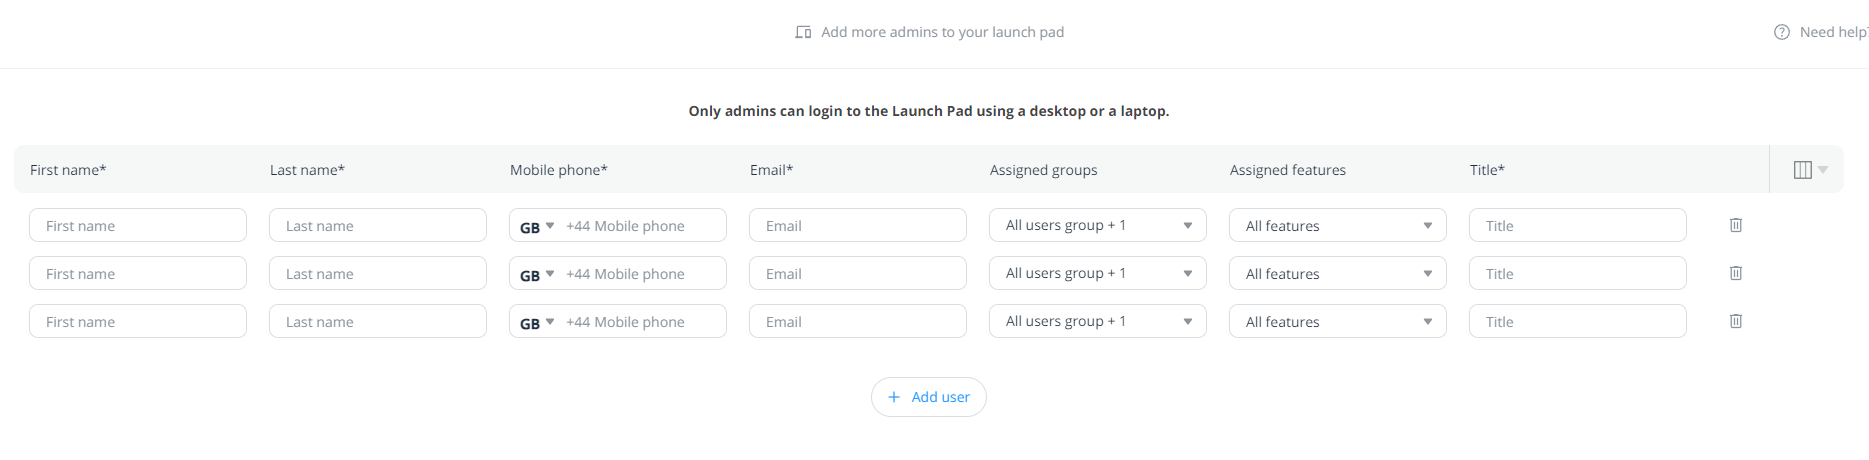 Add more admins to your launch pad
Need help?
Only admins can login to the Launch Pad using a desktop or a laptop.
First name* Last name* Mobile phone* Email* Assigned groups Assigned features Title*
First name Last name GB +44 Mobile phone Email All users group + 1 All features Title
First name Last name GB +44 Mobile phone Email All users group + 1 All features Title
First name Last name GB +44 Mobile phone Email All users group + 1 All features Title
+ Add user